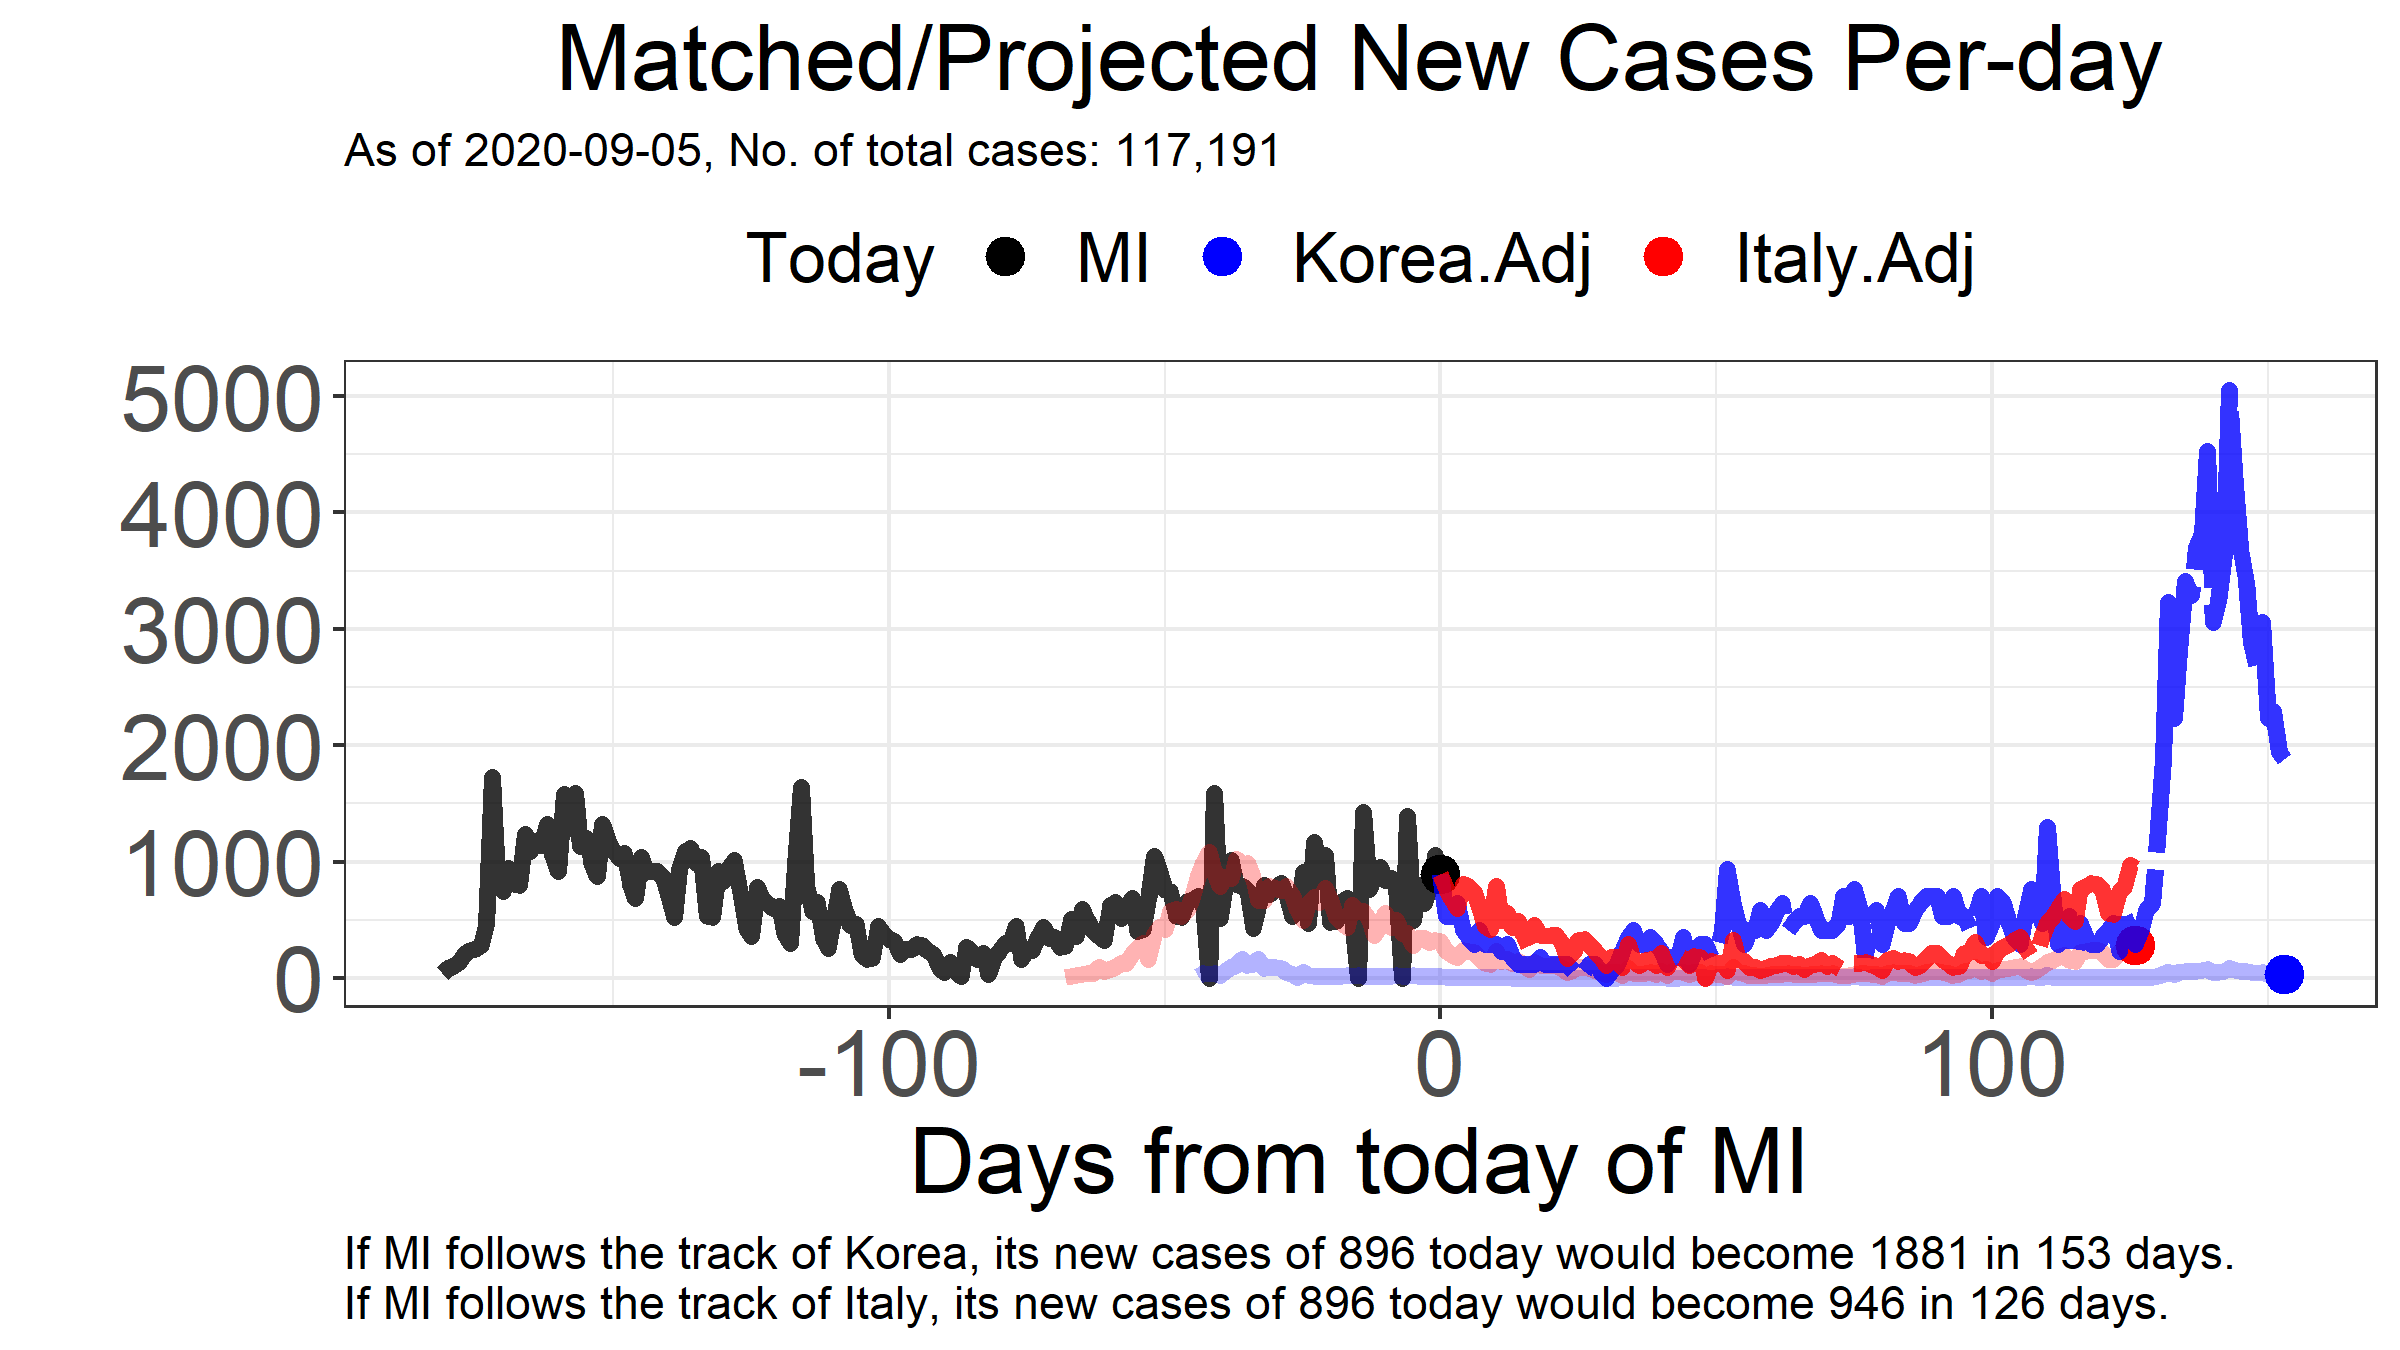 Matched/Projected New Cases Per-day
As of 2020-09-05, No. of total cases: 117,191
Today MI Korea.Adj Italy.Adj
5000
4000
3000
2000
1000
0
-100 0 100
Days from today of MI
If MI follows the track of Korea, its new cases of 896 today would become 1881 in 153 days.
If MI follows the track of Italy, its new cases of 896 today would become 946 in 126 days.